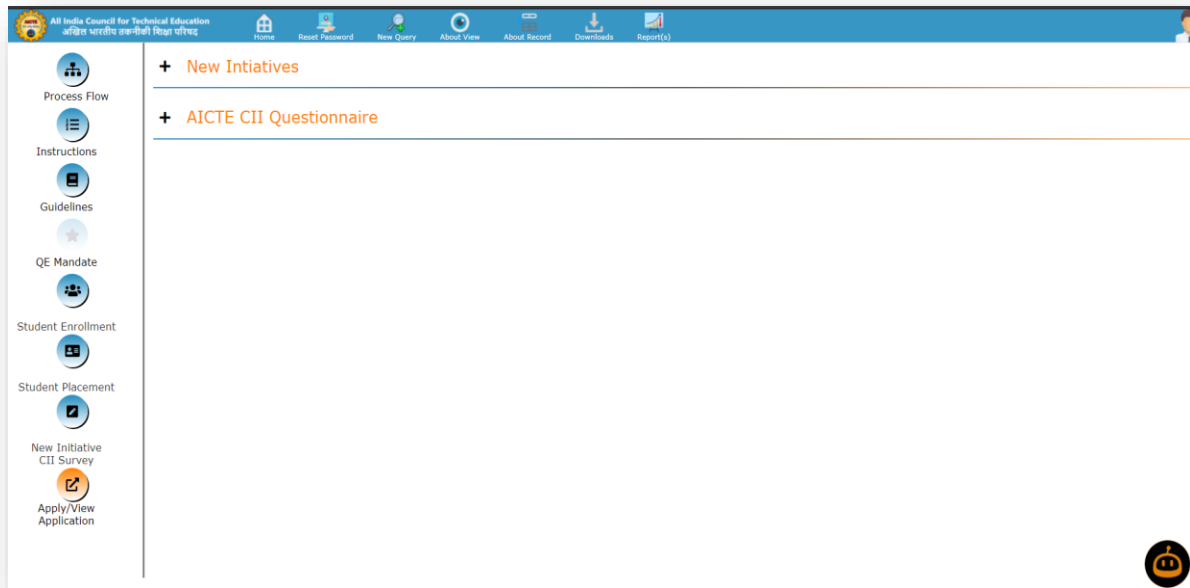 All India Council for Technical Education
अखिल भारतीय तकनीकी शिक्षा परिषद
Home
Reset Password
New Query
About View
About Record
Downloads
Report(s)
Process Flow
Instructions
Guidelines
QE Mandate
Student Enrollment
Student Placement
New Initiative
CII Survey
Apply/View
Application
+ New Intiatives
+ AICTE CII Questionnaire